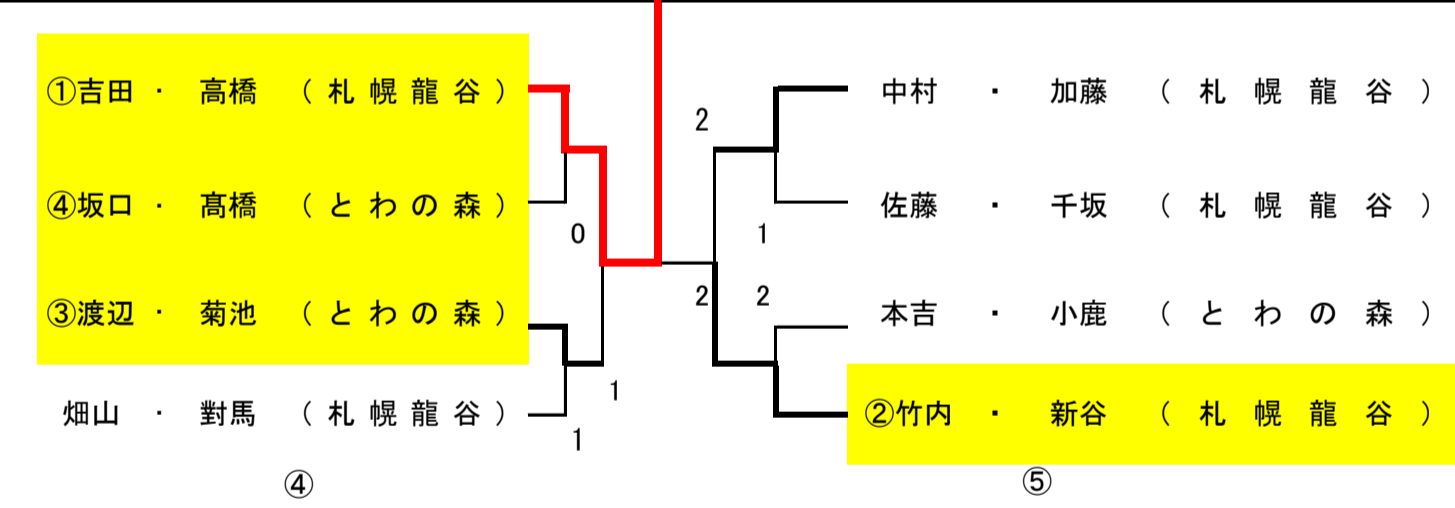 ①吉田 ・ 高橋 （札幌龍谷）
④坂口 ・ 髙橋 （とわの森）
0
③渡辺 ・ 菊池 （とわの森）
1
畑山 ・ 對馬 （札幌龍谷）
1
④
中村 ・ 加藤 （札幌龍谷）
2
佐藤 ・ 千坂 （札幌龍谷）
1
2
2
本吉 ・ 小鹿 （とわの森）
②竹内 ・ 新谷 （札幌龍谷）
⑤